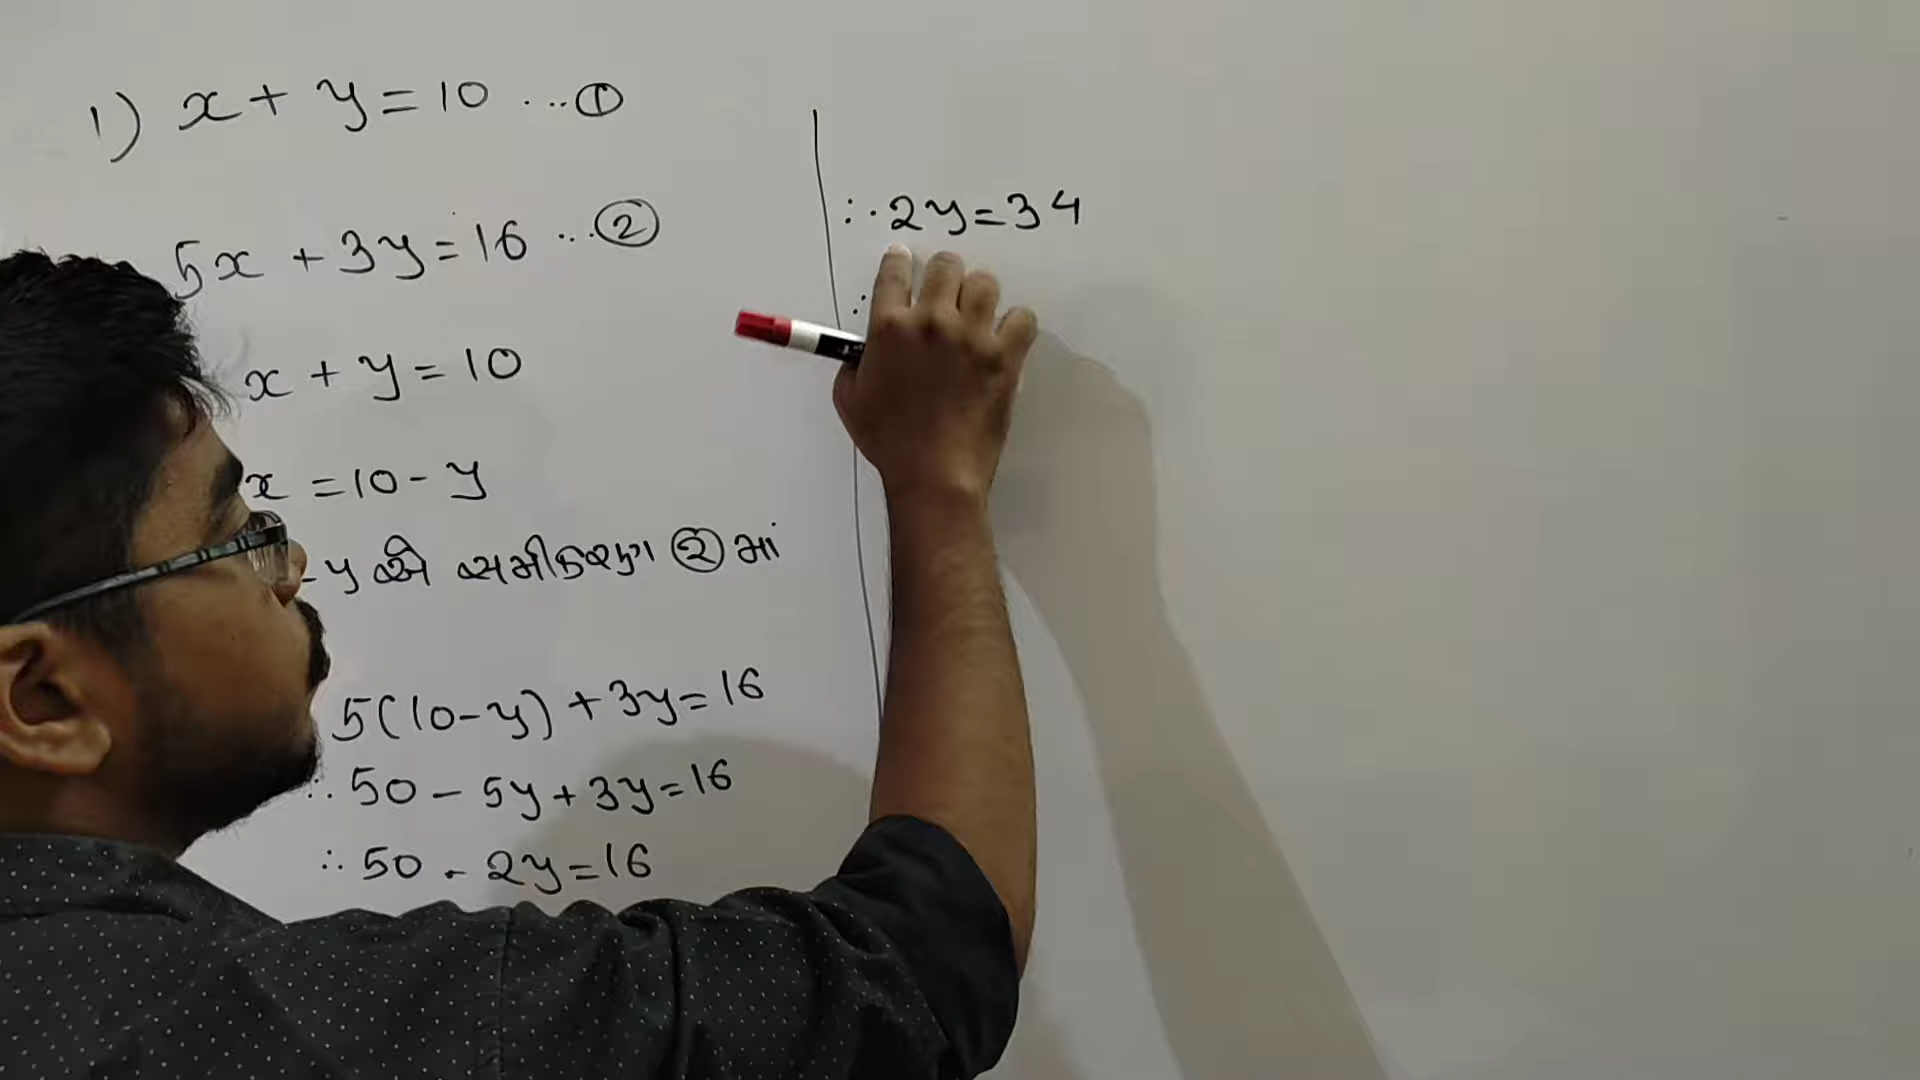 1) x + y = 10 ... ①
5x + 3y = 16 ... ②
x + y = 10
x = 10 - y
- y એ સમીકરણ ② માં
5(10 - y) + 3y = 16
∴ 50 - 5y + 3y = 16
∴ 50 - 2y = 16
∴ 2y = 34